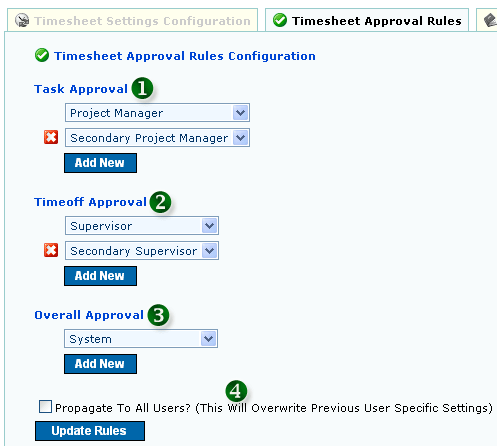 Timesheet Settings Configuration Timesheet Approval Rules
Timesheet Approval Rules Configuration
Task Approval 1
Project Manager
Secondary Project Manager
Add New
Timeoff Approval 2
Supervisor
Secondary Supervisor
Add New
Overall Approval 3
System
Add New
4
Propagate To All Users? (This Will Overwrite Previous User Specific Settings)
Update Rules